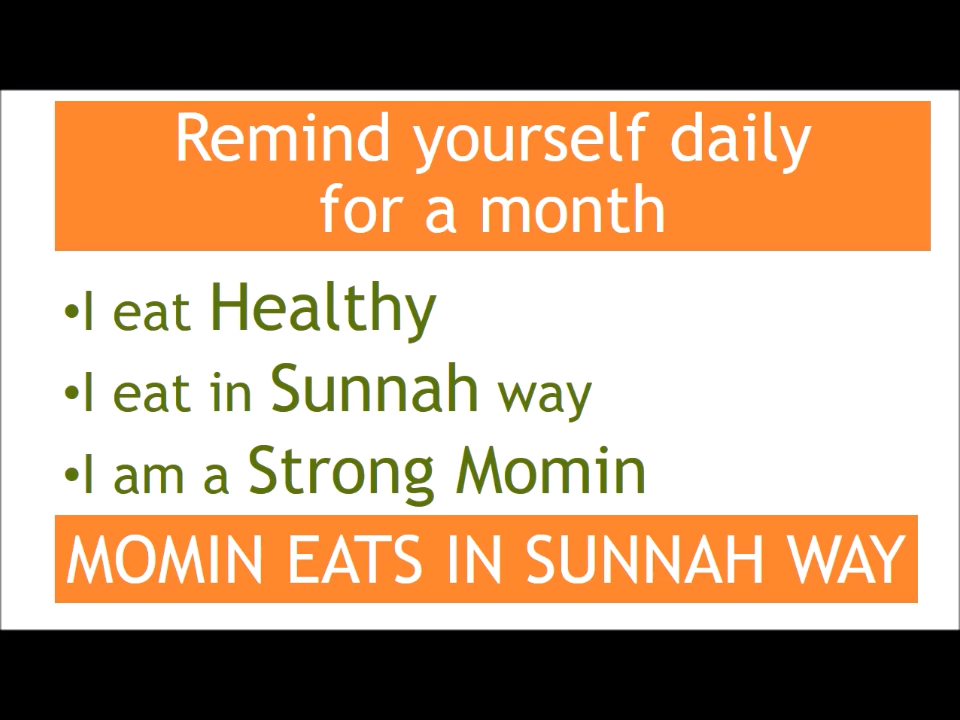 Remind yourself daily
for a month
•I eat Healthy
•I eat in Sunnah way
•I am a Strong Momin
MOMIN EATS IN SUNNAH WAY